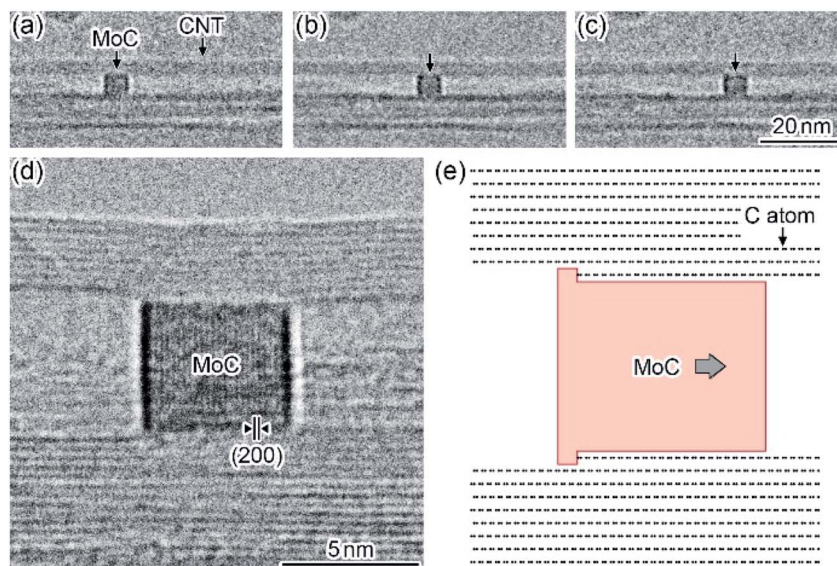 (a)
MoC
CNT
(b)
(c)
20 nm
(d)
MoC
(200)
5 nm
(e)
C atom
MoC